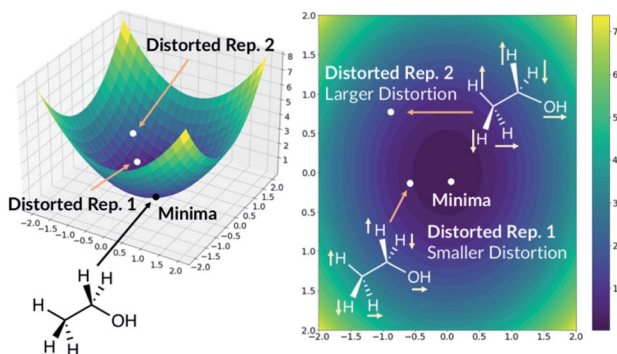 Distorted Rep. 2
8
7
6
5
4
3
2
1
Distorted Rep. 1
Minima
2.0
1.5
1.0
0.5
0.0
−0.5
−1.0
−1.5
−2.0
−2.0 −1.5 −1.0 −0.5 0.0 0.5 1.0 1.5 2.0
H H
H
OH
H H
2.0
1.5
1.0
0.5
0.0
0.5
1.0
1.5
2.0
Distorted Rep. 2
Larger Distortion
H H
H
OH
H
H
Minima
Distorted Rep. 1
Smaller Distortion
H
H
H
OH
H
H
2.0 1.5 1.0 0.5 0.0 0.5 1.0 1.5 2.0
7
6
5
4
3
2
1